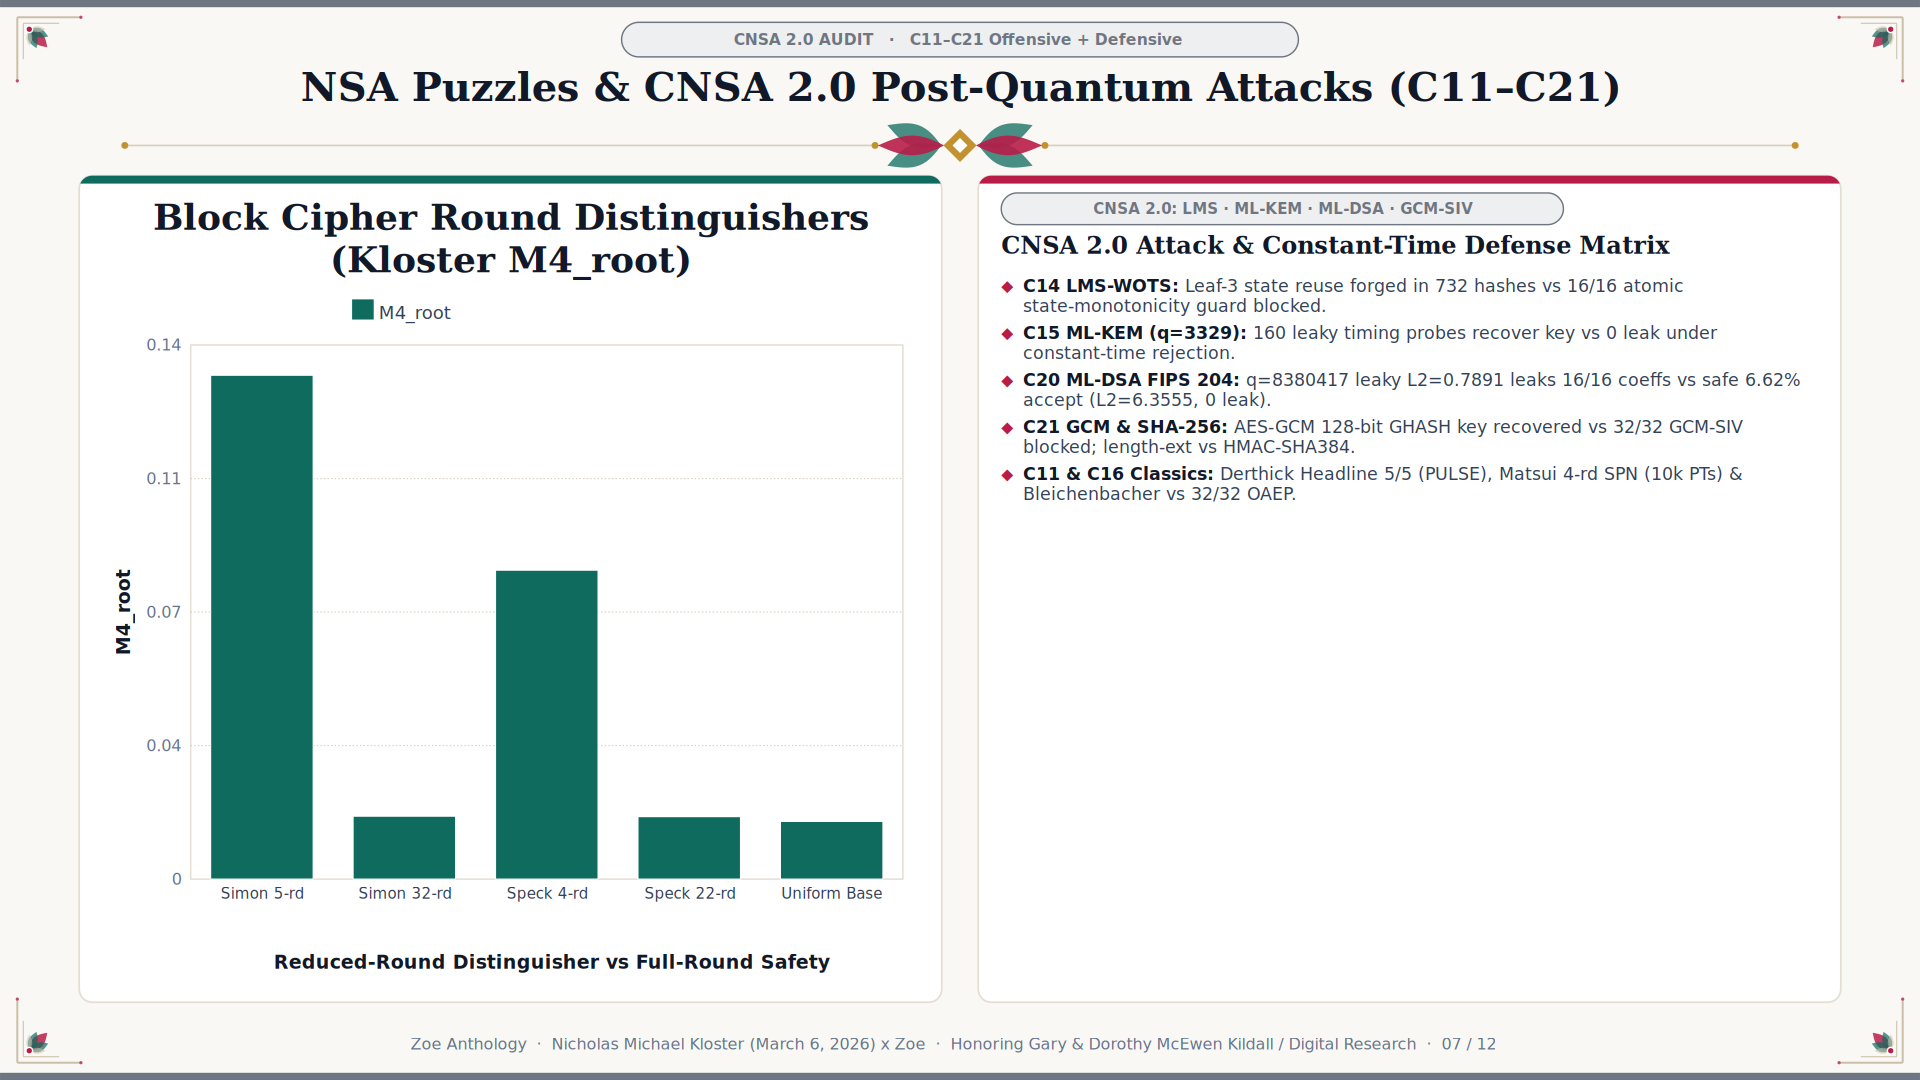 CNSA 2.0 AUDIT · C11–C21 Offensive + Defensive
NSA Puzzles & CNSA 2.0 Post-Quantum Attacks (C11–C21)
Block Cipher Round Distinguishers
(Kloster M4_root)
M4_root
0.14
0.11
0.07
0.04
0
M4_root
Simon 5-rd
Simon 32-rd
Speck 4-rd
Speck 22-rd
Uniform Base
Reduced-Round Distinguisher vs Full-Round Safety
CNSA 2.0: LMS · ML-KEM · ML-DSA · GCM-SIV
CNSA 2.0 Attack & Constant-Time Defense Matrix
◆ C14 LMS-WOTS: Leaf-3 state reuse forged in 732 hashes vs 16/16 atomic
state-monotonicity guard blocked.
◆ C15 ML-KEM (q=3329): 160 leaky timing probes recover key vs 0 leak under
constant-time rejection.
◆ C20 ML-DSA FIPS 204: q=8380417 leaky L2=0.7891 leaks 16/16 coeffs vs safe 6.62%
accept (L2=6.3555, 0 leak).
◆ C21 GCM & SHA-256: AES-GCM 128-bit GHASH key recovered vs 32/32 GCM-SIV
blocked; length-ext vs HMAC-SHA384.
◆ C11 & C16 Classics: Derthick Headline 5/5 (PULSE), Matsui 4-rd SPN (10k PTs) &
Bleichenbacher vs 32/32 OAEP.
Zoe Anthology · Nicholas Michael Kloster (March 6, 2026) x Zoe · Honoring Gary & Dorothy McEwen Kildall / Digital Research · 07 / 12